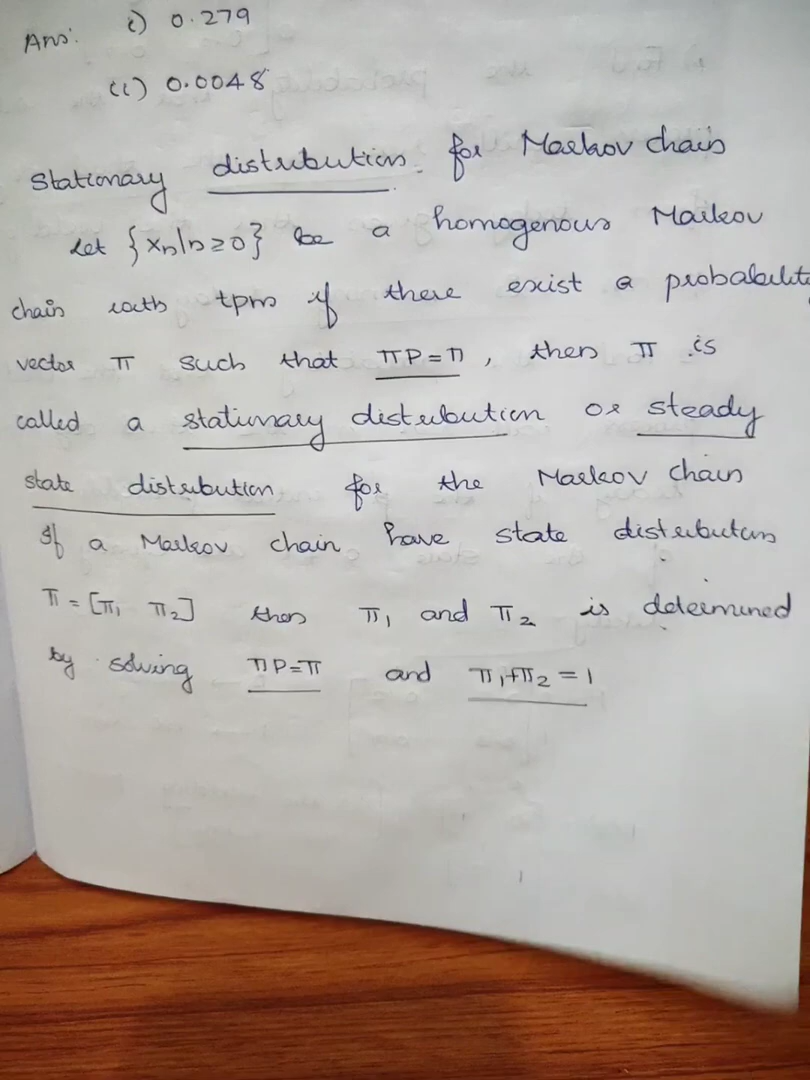 Ans: i) 0.279
(ii) 0.0048
Stationary distribution for Markov chain
Let {Xn|n≥0} be a homogenous Markov
chain with tpm if there exist a probability
vector π such that πP=π, then π is
called a stationary distribution or steady
state distribution for the Markov chain
If a Markov chain have state distribution
π=[π₁ π₂] then π₁ and π₂ is determined
by solving πP=π and π₁+π₂=1